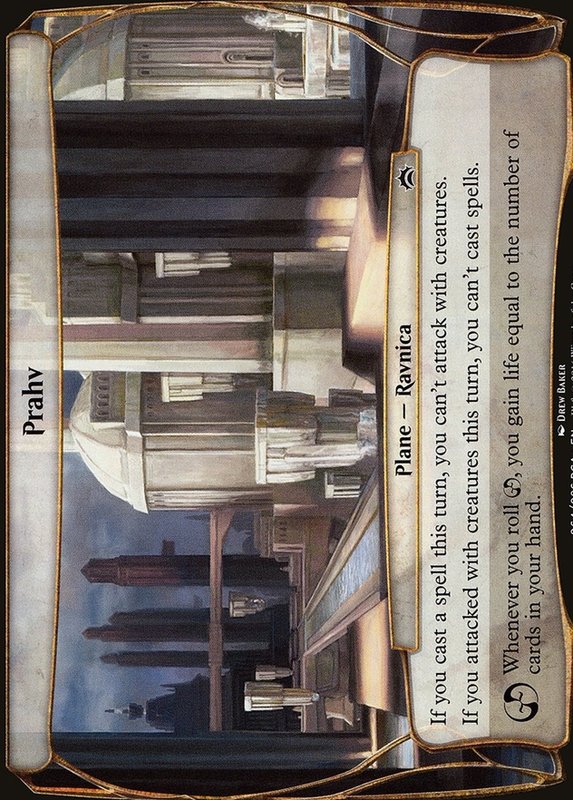 Prahv
Plane — Ravnica
If you cast a spell this turn, you can't attack with creatures.
If you attacked with creatures this turn, you can't cast spells.
Whenever you roll , you gain life equal to the number of
cards in your hand.
Drew Baker